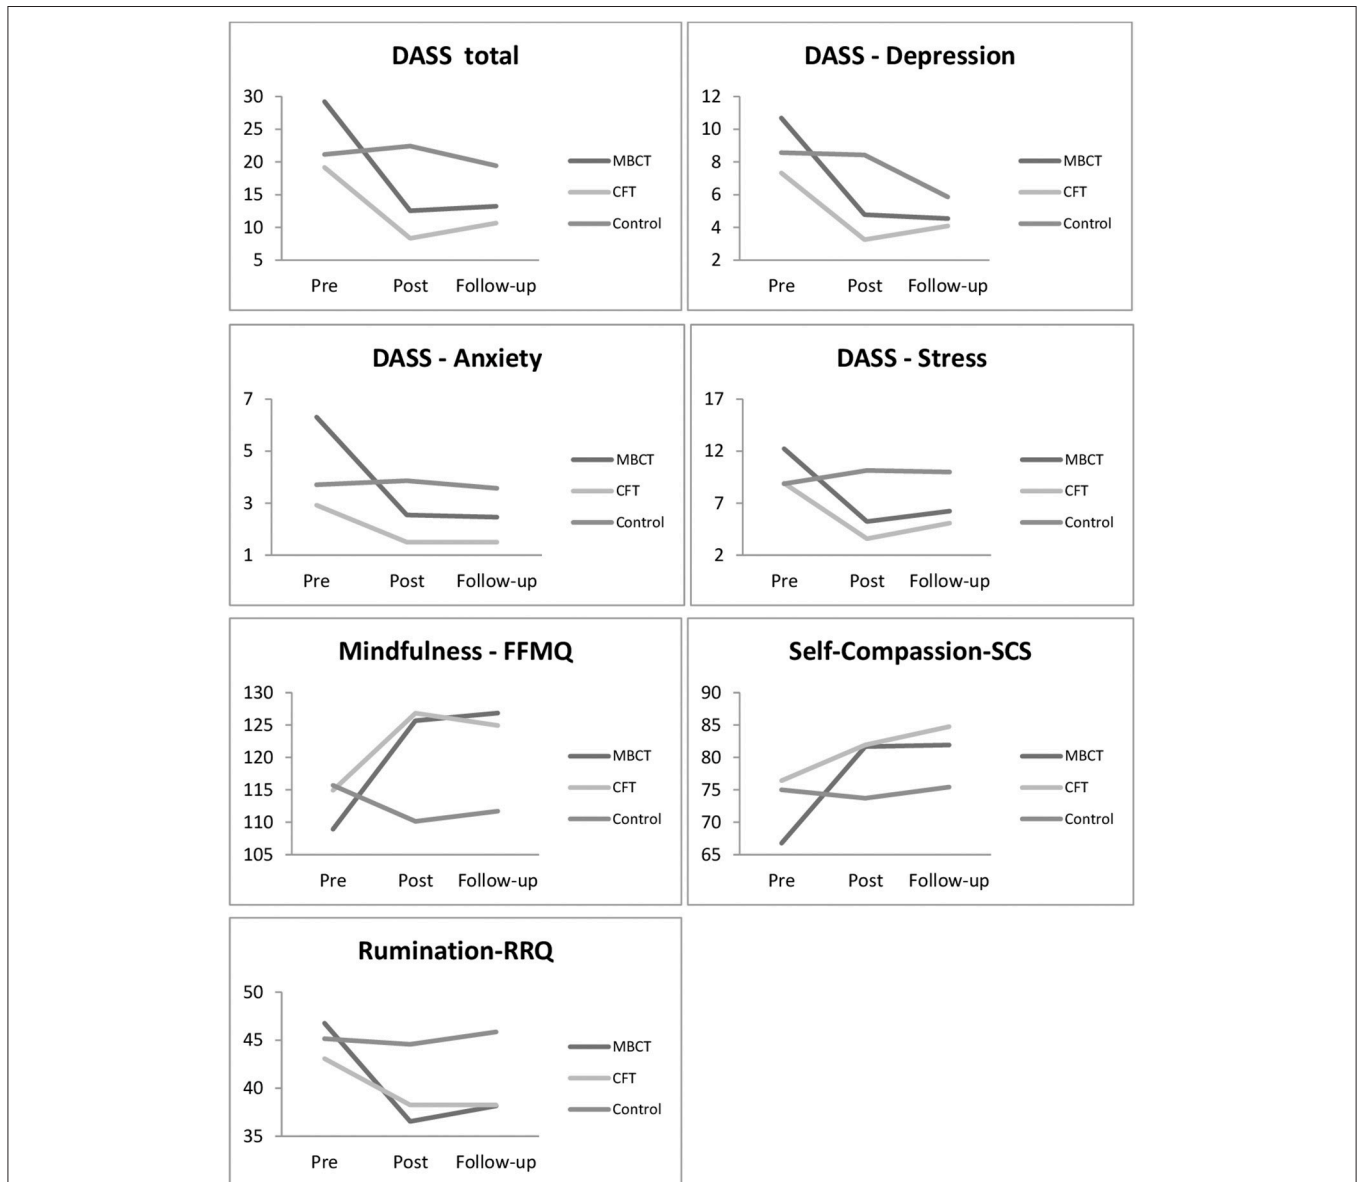 DASS  total
30
25
20
15
10
5
Pre Post Follow-up
MBCT
CFT
Control
DASS - Depression
12
10
8
6
4
2
Pre Post Follow-up
MBCT
CFT
Control
DASS - Anxiety
7
5
3
1
Pre Post Follow-up
MBCT
CFT
Control
DASS - Stress
17
12
7
2
Pre Post Follow-up
MBCT
CFT
Control
Mindfulness - FFMQ
130
125
120
115
110
105
Pre Post Follow-up
MBCT
CFT
Control
Self-Compassion-SCS
90
85
80
75
70
65
Pre Post Follow-up
MBCT
CFT
Control
Rumination-RRQ
50
45
40
35
Pre Post Follow-up
MBCT
CFT
Control